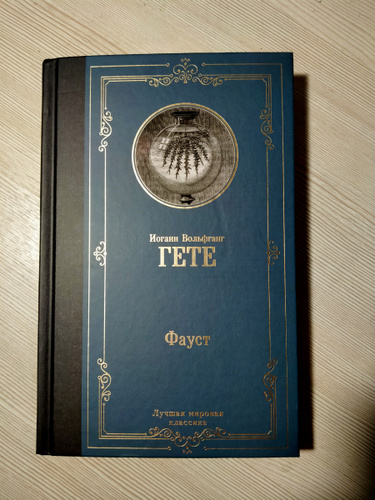 Иоганн Вольфганг
ГЕТЕ
Фауст
Лучшая мировая
классика